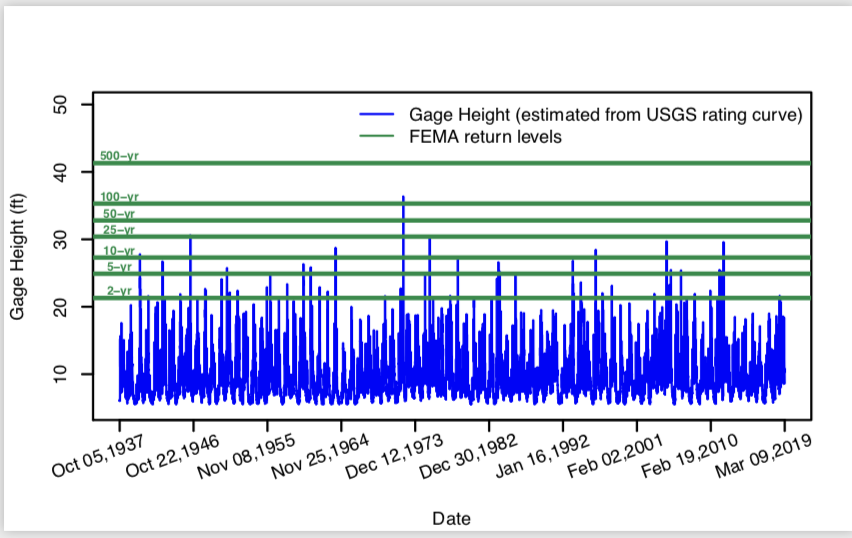 50
40
30
20
10
Gage Height (ft)
Gage Height (estimated from USGS rating curve)
FEMA return levels
500−yr
100−yr
50−yr
25−yr
10−yr
5−yr
2−yr
Oct 05,1937
Oct 22,1946
Nov 08,1955
Nov 25,1964
Dec 12,1973
Dec 30,1982
Jan 16,1992
Feb 02,2001
Feb 19,2010
Mar 09,2019
Date